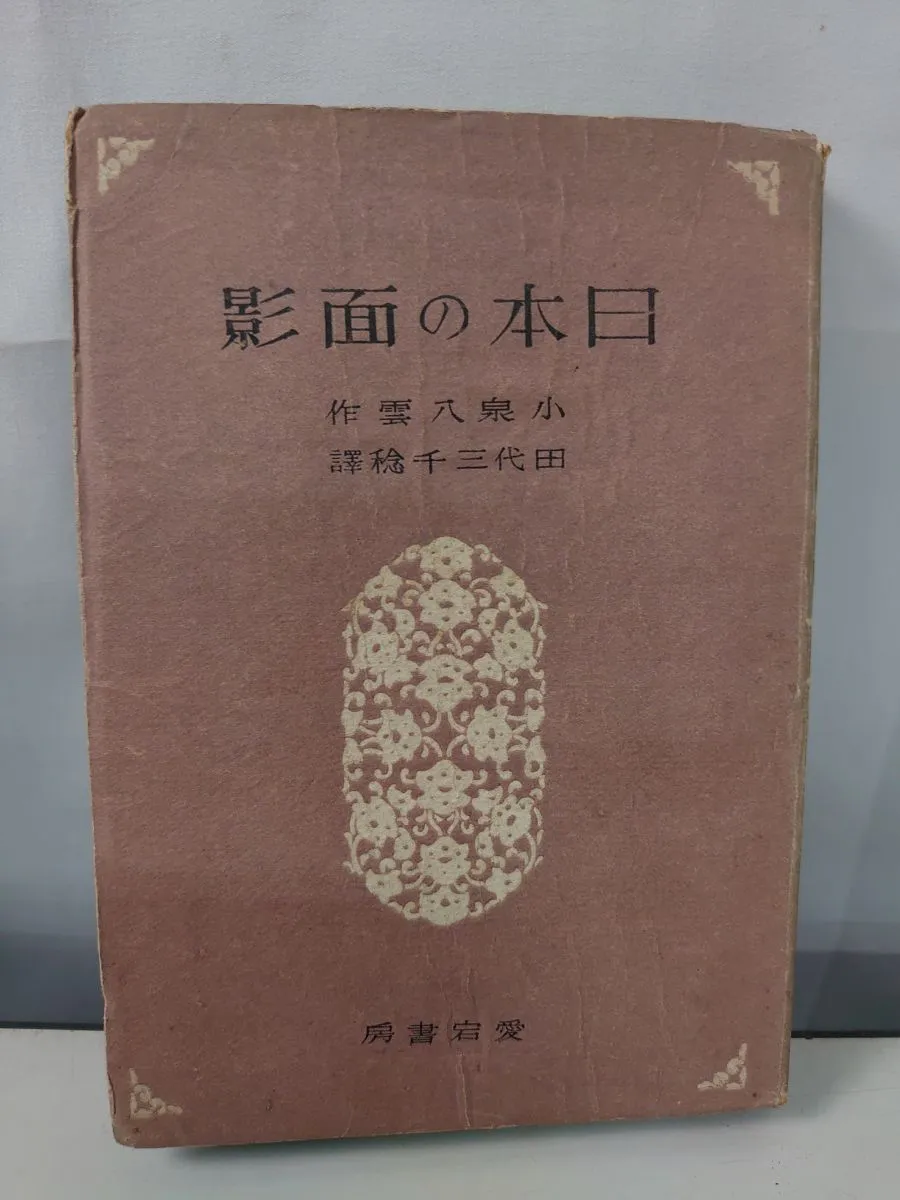 日本の面影
小泉八雲作
田代三千稔譯
愛宕書房